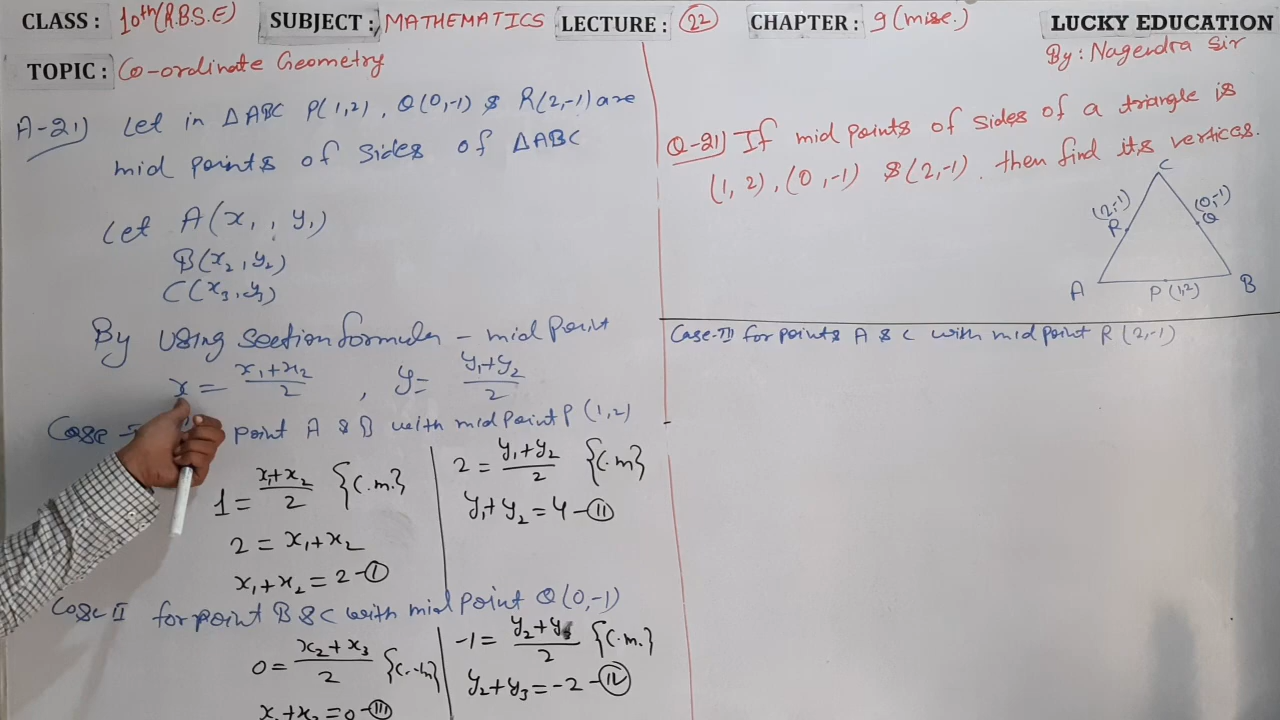 CLASS : 10th (R.B.S.E) SUBJECT : MATHEMATICS LECTURE : 22 CHAPTER : 9 (misc.) LUCKY EDUCATION
By : Nagendra Sir
TOPIC : Co-ordinate Geometry
A-21) Let in △ABC P(1,2), Q(0,-1) & R(2,-1) are
mid points of sides of △ABC
Let A(x₁, y₁)
B(x₂, y₂)
C(x₃, y₃)
By using section formula - mid point
x = (x₁+x₂)/2 , y = (y₁+y₂)/2
Case-I point A & B with mid point P (1,2)
1 = (x₁+x₂)/2 {C.m.}
2 = x₁+x₂
x₁+x₂ = 2 - I
2 = (y₁+y₂)/2 {C.m}
y₁+y₂ = 4 - II
Case II for point B & C with mid point Q(0,-1)
0 = (x₂+x₃)/2 {C.m}
= 0 - III
-1 = (y₂+y₃)/2 {C.m.}
y₂+y₃ = -2 - IV
Q-21) If mid points of sides of a triangle is
(1, 2), (0,-1) & (2,-1). then find its vertices.
C
(2,-1) (0,-1)
R Q
A P(1,2) B
Case-III for points A & C with mid point R (2,-1)